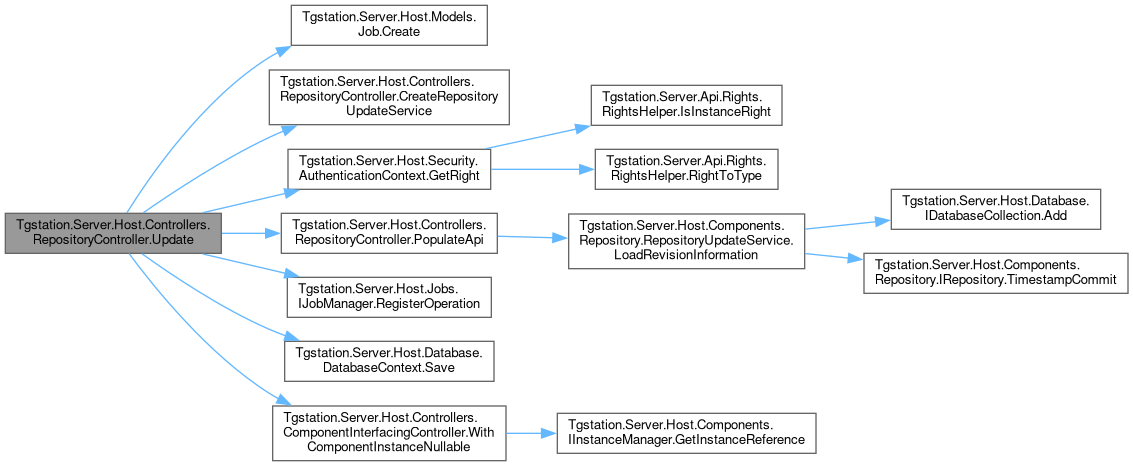 Tgstation.Server.Host.Models.
Job.Create
Tgstation.Server.Host.Controllers.
RepositoryController.CreateRepository
UpdateService
Tgstation.Server.Api.Rights.
RightsHelper.IsInstanceRight
Tgstation.Server.Host.Security.
AuthenticationContext.GetRight
Tgstation.Server.Api.Rights.
RightsHelper.RightToType
Tgstation.Server.Host.Database.
IDatabaseCollection.Add
Tgstation.Server.Host.Controllers.
RepositoryController.Update
Tgstation.Server.Host.Controllers.
RepositoryController.PopulateApi
Tgstation.Server.Host.Components.
Repository.RepositoryUpdateService.
LoadRevisionInformation
Tgstation.Server.Host.Components.
Repository.IRepository.TimestampCommit
Tgstation.Server.Host.Jobs.
IJobManager.RegisterOperation
Tgstation.Server.Host.Database.
DatabaseContext.Save
Tgstation.Server.Host.Controllers.
ComponentInterfacingController.With
ComponentInstanceNullable
Tgstation.Server.Host.Components.
IInstanceManager.GetInstanceReference